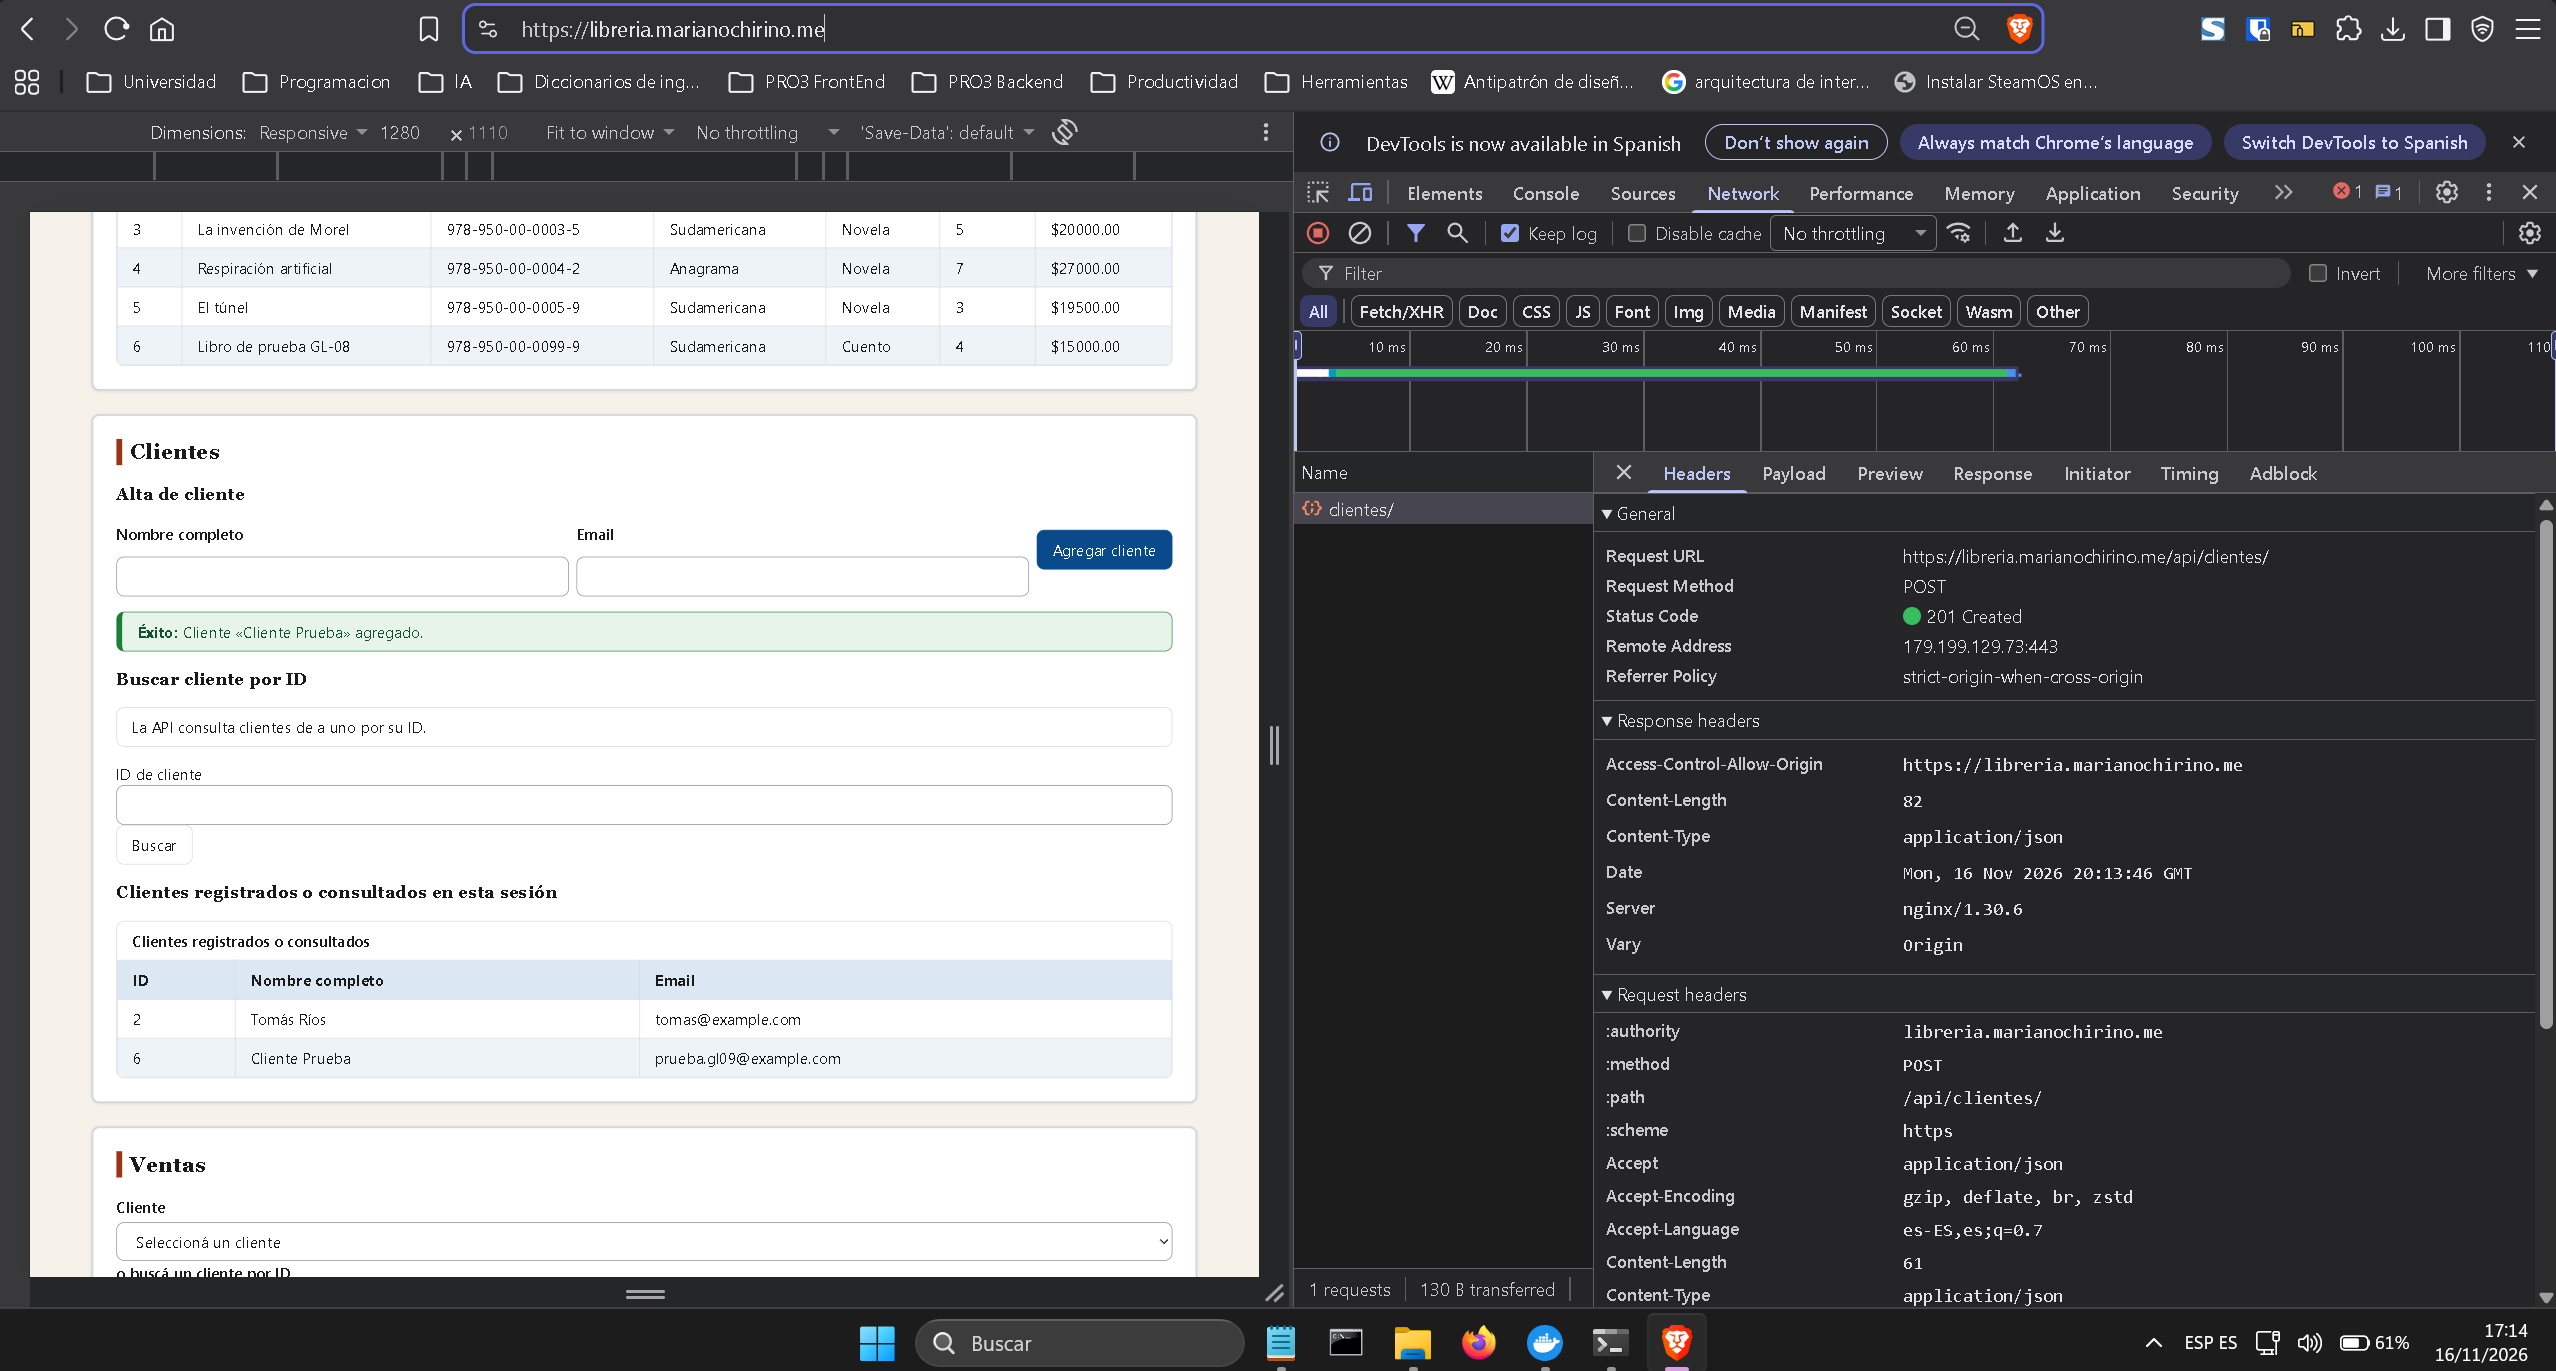 https://libreria.marianochirino.me
Universidad Programacion IA Diccionarios de ing... PRO3 FrontEnd PRO3 Backend Productividad Herramientas Antipatrón de diseñ... arquitectura de inter... Instalar SteamOS en...
Dimensions: Responsive 1280 × 1110 Fit to window No throttling 'Save-Data': default
3 La invención de Morel 978-950-00-0003-5 Sudamericana Novela 5 $20000.00
4 Respiración artificial 978-950-00-0004-2 Anagrama Novela 7 $27000.00
5 El túnel 978-950-00-0005-9 Sudamericana Novela 3 $19500.00
6 Libro de prueba GL-08 978-950-00-0099-9 Sudamericana Cuento 4 $15000.00
Clientes
Alta de cliente
Nombre completo Email
Agregar cliente
Éxito: Cliente «Cliente Prueba» agregado.
Buscar cliente por ID
La API consulta clientes de a uno por su ID.
ID de cliente
Buscar
Clientes registrados o consultados en esta sesión
Clientes registrados o consultados
ID Nombre completo Email
2 Tomás Ríos tomas@example.com
6 Cliente Prueba prueba.gl09@example.com
Ventas
Cliente
Seleccioná un cliente
o buscá un cliente por ID
DevTools is now available in Spanish Don't show again Always match Chrome's language Switch DevTools to Spanish
Elements Console Sources Network Performance Memory Application Security 1 1
Keep log Disable cache No throttling
Filter Invert More filters
All Fetch/XHR Doc CSS JS Font Img Media Manifest Socket Wasm Other
10 ms 20 ms 30 ms 40 ms 50 ms 60 ms 70 ms 80 ms 90 ms 100 ms 110
Name
clientes/
1 requests 130 B transferred
Headers Payload Preview Response Initiator Timing Adblock
General
Request URL https://libreria.marianochirino.me/api/clientes/
Request Method POST
Status Code 201 Created
Remote Address 179.199.129.73:443
Referrer Policy strict-origin-when-cross-origin
Response headers
Access-Control-Allow-Origin https://libreria.marianochirino.me
Content-Length 82
Content-Type application/json
Date Mon, 16 Nov 2026 20:13:46 GMT
Server nginx/1.30.6
Vary Origin
Request headers
:authority libreria.marianochirino.me
:method POST
:path /api/clientes/
:scheme https
Accept application/json
Accept-Encoding gzip, deflate, br, zstd
Accept-Language es-ES,es;q=0.7
Content-Length 61
Content-Type application/json
Buscar
ESP ES 61% 17:14
16/11/2026